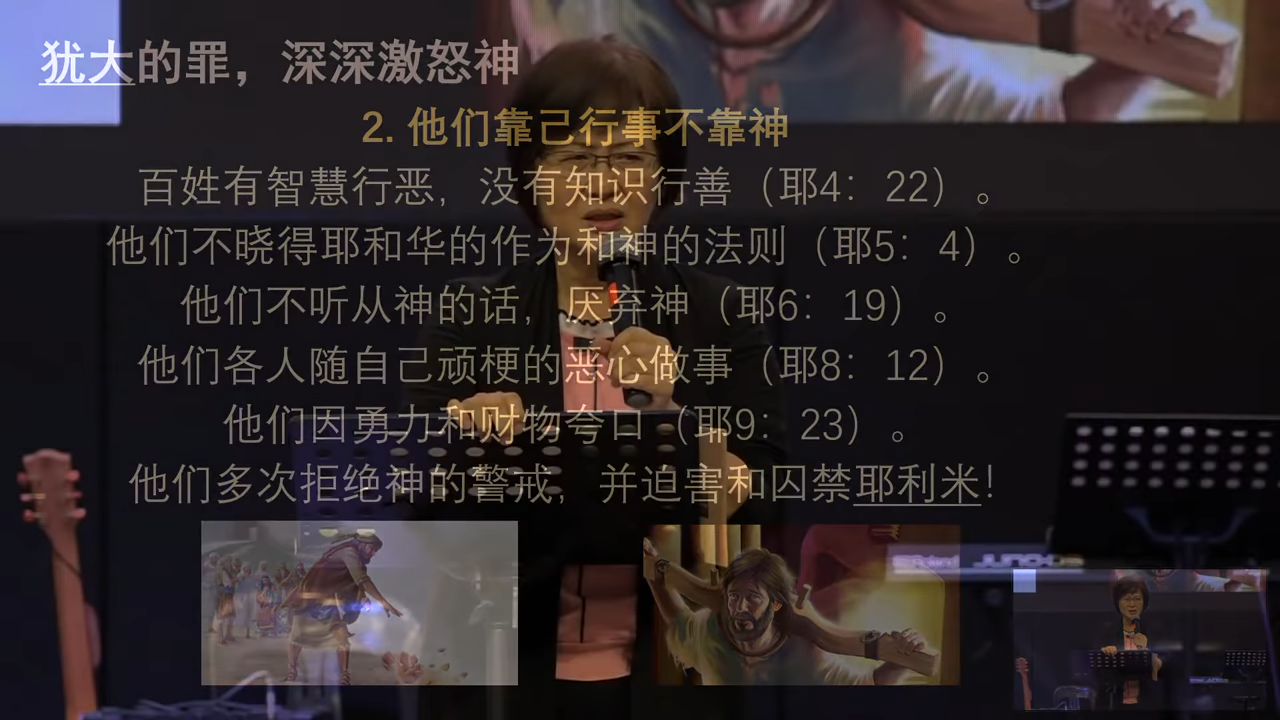 犹大的罪，深深激怒神
2. 他们靠己行事不靠神
百姓有智慧行恶，没有知识行善（耶4：22）。
他们不晓得耶和华的作为和神的法则（耶5：4）。
他们不听从神的话，厌弃神（耶6：19）。
他们各人随自己顽梗的恶心做事（耶8：12）。
他们因勇力和财物夸口（耶9：23）。
他们多次拒绝神的警戒，并迫害和囚禁耶利米！